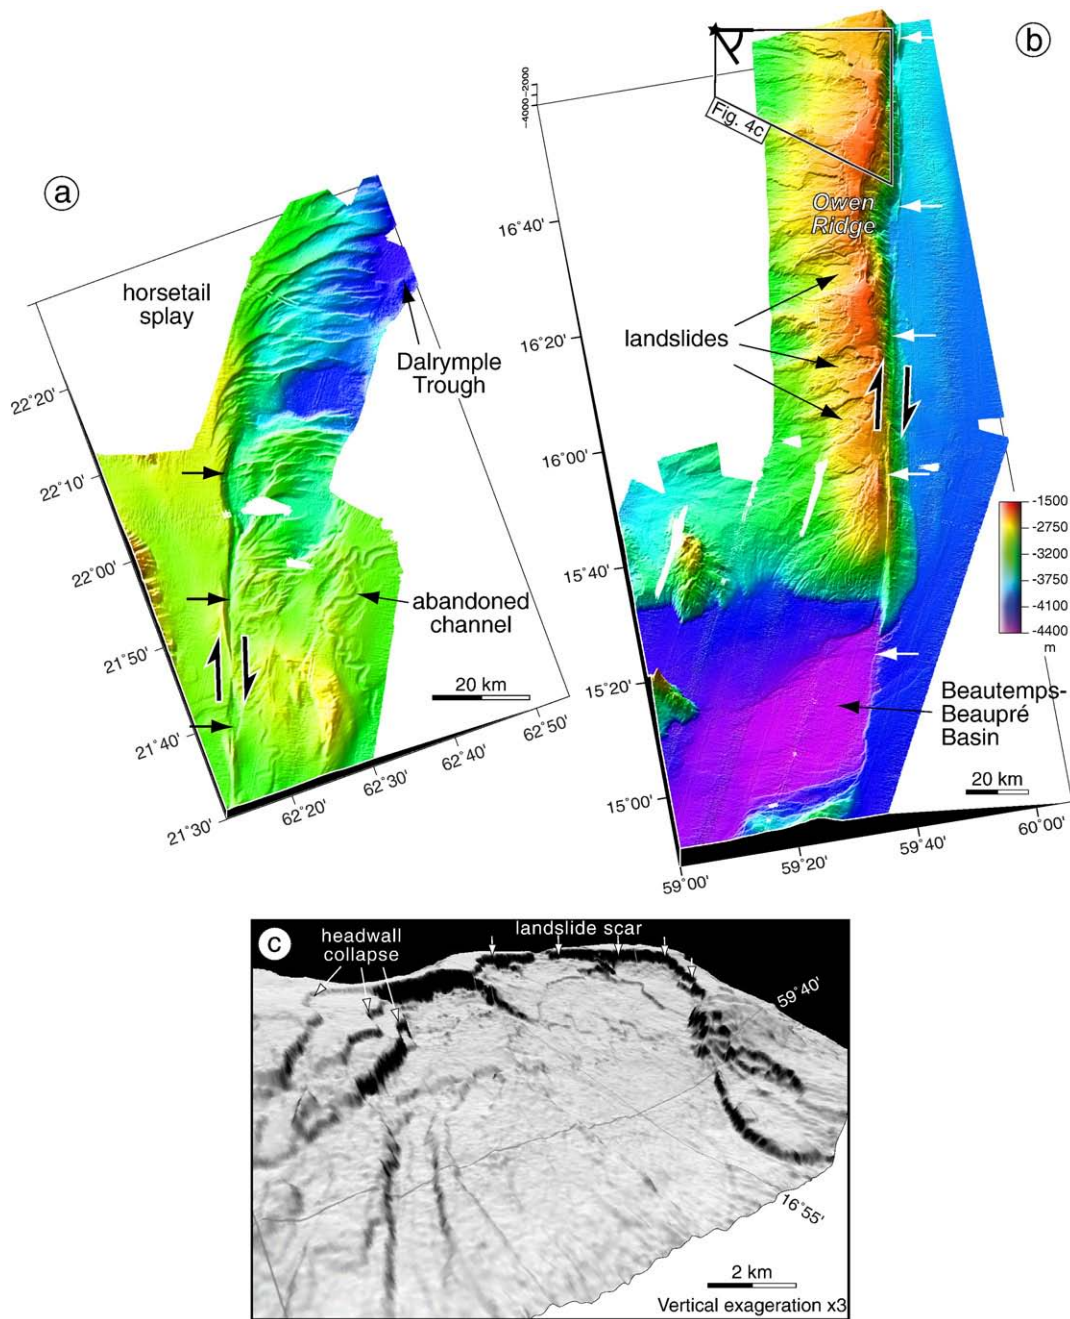 a
horsetail
splay
Dalrymple
Trough
abandoned
channel
20 km
22°20'
22°10'
22°00'
21°50'
21°40'
21°30'
62°20'
62°30'
62°40'
62°50'
b
-2000
-4000
Fig. 4c
Owen
Ridge
landslides
16°40'
16°20'
16°00'
15°40'
15°20'
15°00'
59°00'
59°20'
59°40'
60°00'
-1500
-2750
-3200
-3750
-4100
-4400
m
Beautemps-
Beaupré
Basin
20 km
c
headwall
collapse
landslide scar
59°40'
16°55'
2 km
Vertical exageration x3